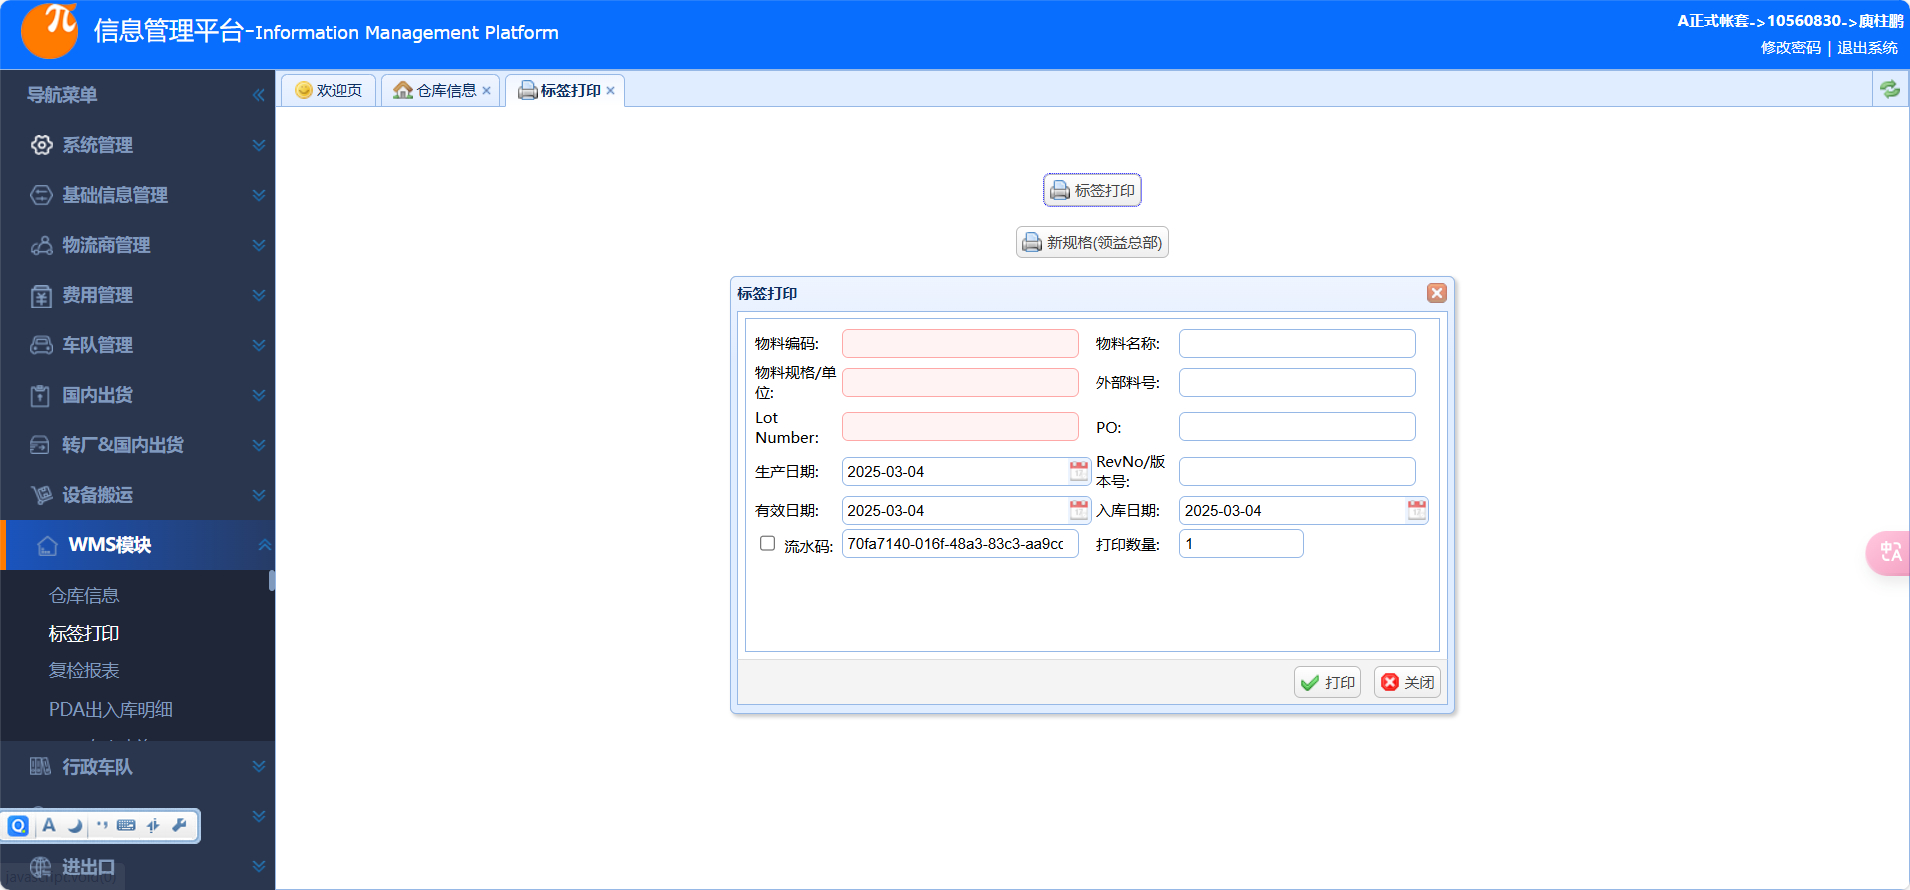 信息管理平台-Information Management Platform
A正式帐套->10560830->庾柱鹏
修改密码 | 退出系统
导航菜单
欢迎页
仓库信息
标签打印
系统管理
基础信息管理
物流商管理
费用管理
车队管理
国内出货
转厂&国内出货
设备搬运
WMS模块
仓库信息
标签打印
复检报表
PDA出入库明细
行政车队
进出口
标签打印
新规格(领益总部)
标签打印
物料编码:
物料名称:
物料规格/单位:
外部料号:
Lot Number:
PO:
生产日期: 2025-03-04
RevNo/版本号:
有效日期: 2025-03-04
入库日期: 2025-03-04
流水码: 70fa7140-016f-48a3-83c3-aa9cc
打印数量: 1
打印
关闭